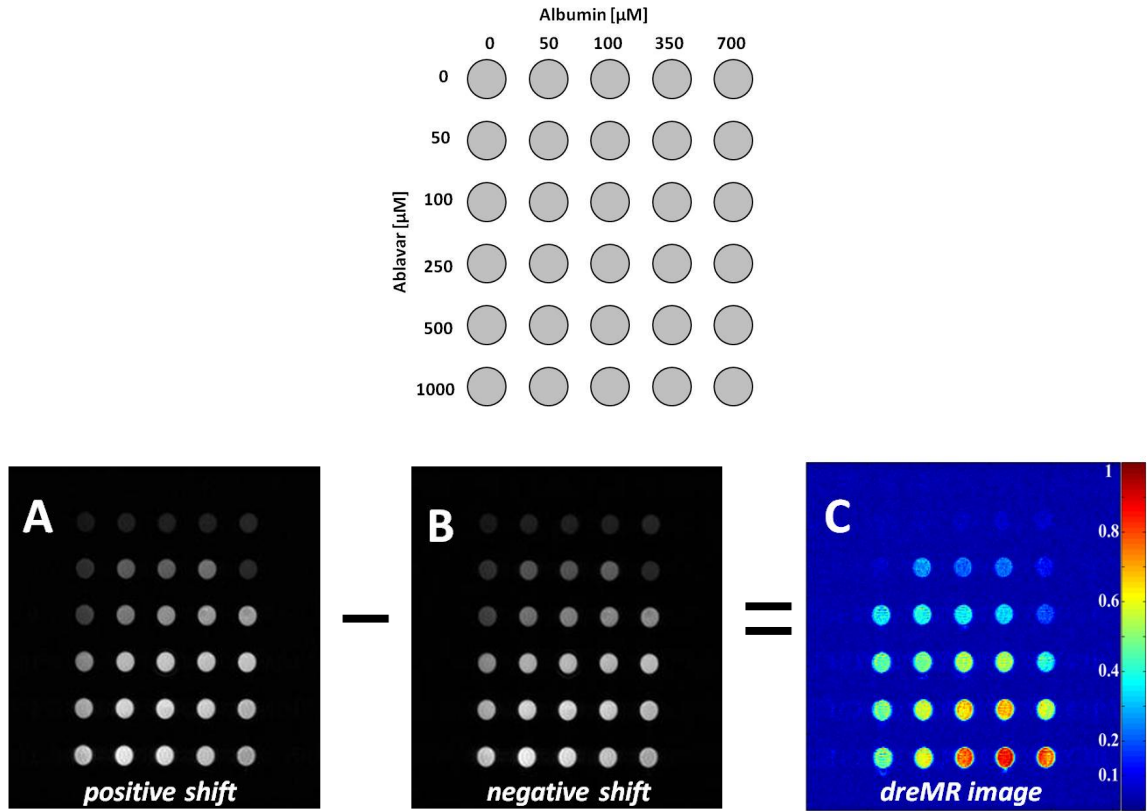 Albumin [µM]
0 50 100 350 700
0
50
100
Ablavar [µM]
250
500
1000
A
B
C
positive shift
negative shift
dreMR image
1
0.8
0.6
0.4
0.2
0.1